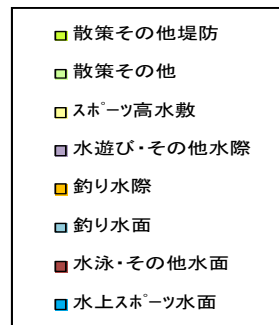 散策その他堤防
散策その他
スポーツ高水敷
水遊び・その他水際
釣り水際
釣り水面
水泳・その他水面
水上スポーツ水面